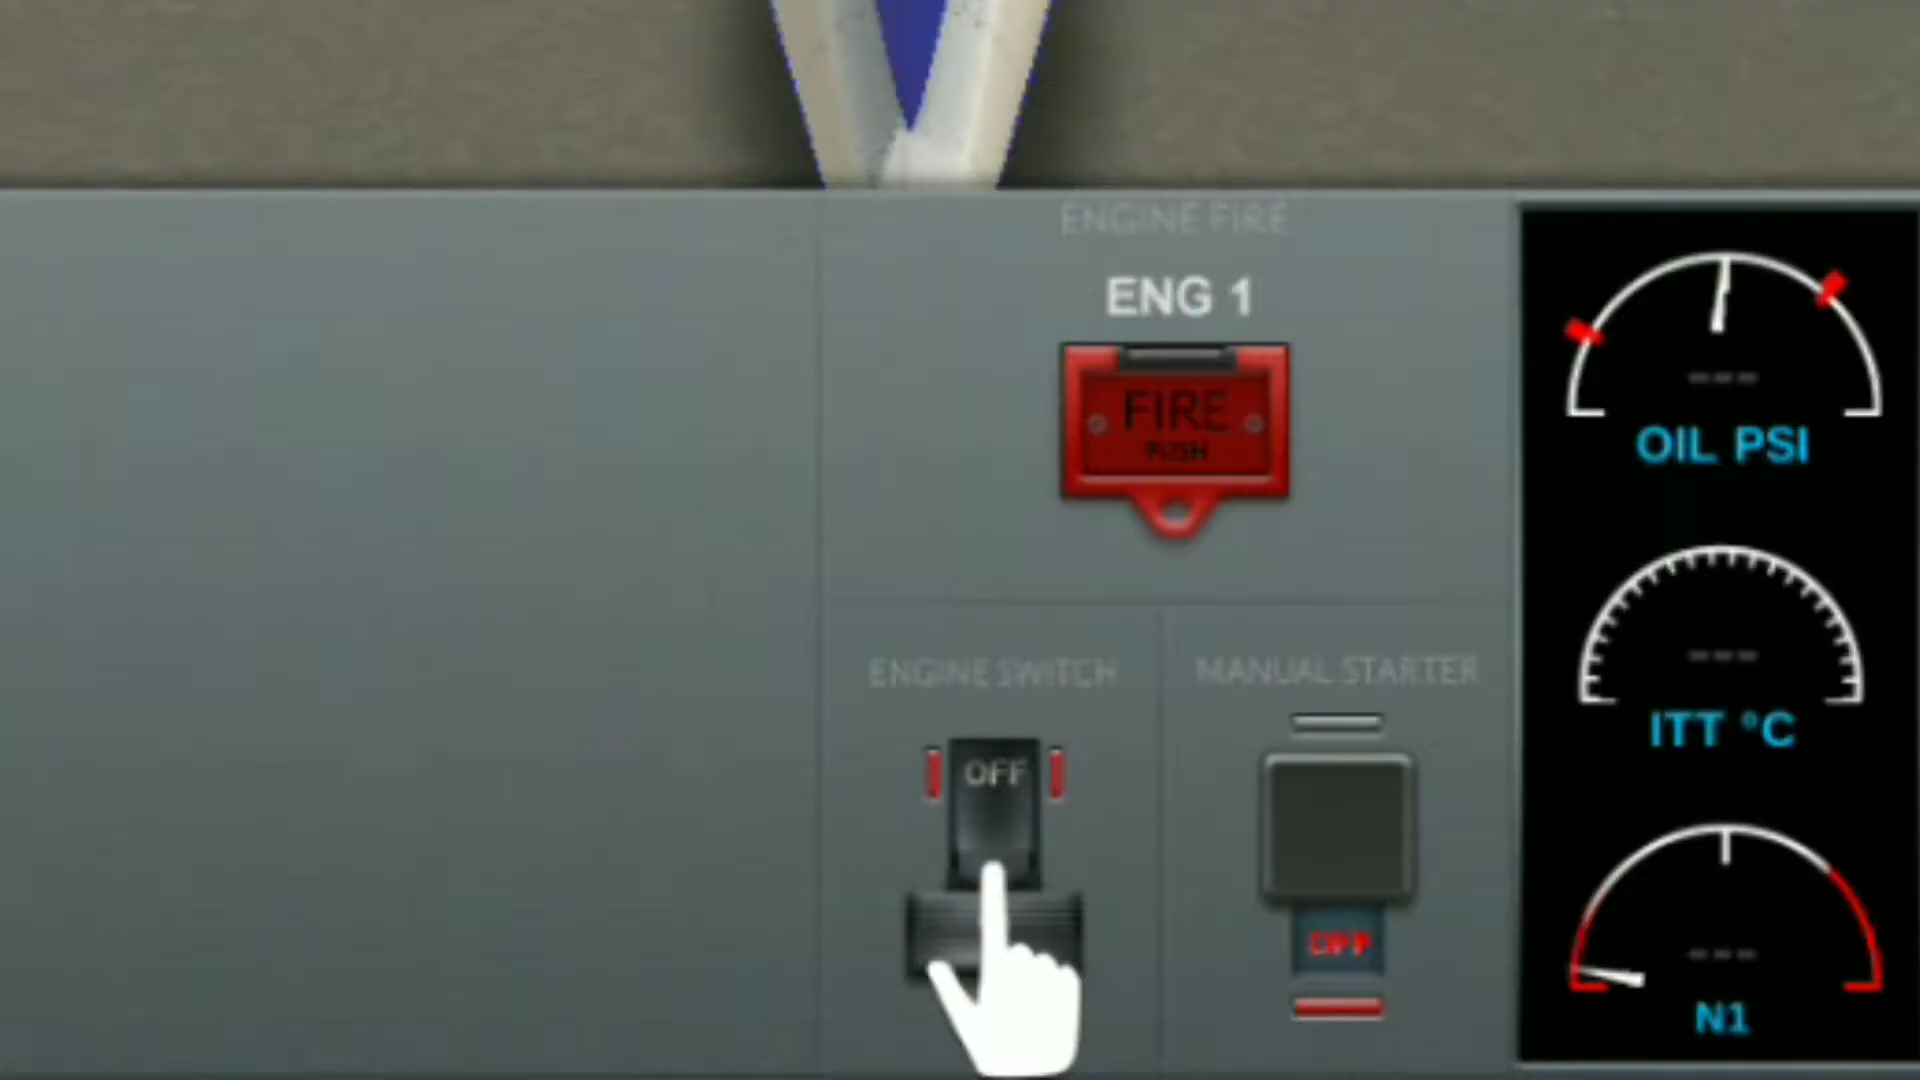 ENGINE FIRE
ENG 1
FIRE
PUSH
OIL PSI
ITT °C
ENGINE SWITCH
MANUAL STARTER
OFF
OFF
N1